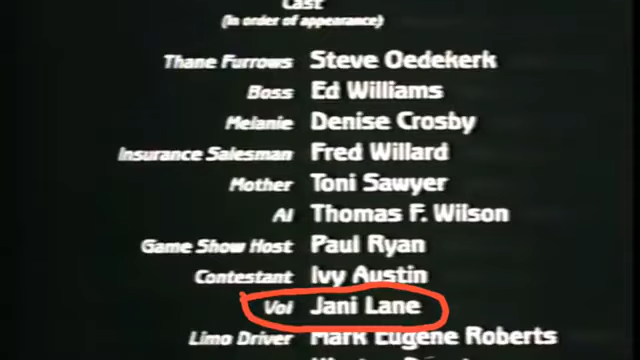 Cast
(in order of appearance)
Thane Furrows Steve Oedekerk
Boss Ed Williams
Melanie Denise Crosby
Insurance Salesman Fred Willard
Mother Toni Sawyer
Al Thomas F. Wilson
Game Show Host Paul Ryan
Contestant Ivy Austin
Vol Jani Lane
Limo Driver Mark Eugene Roberts